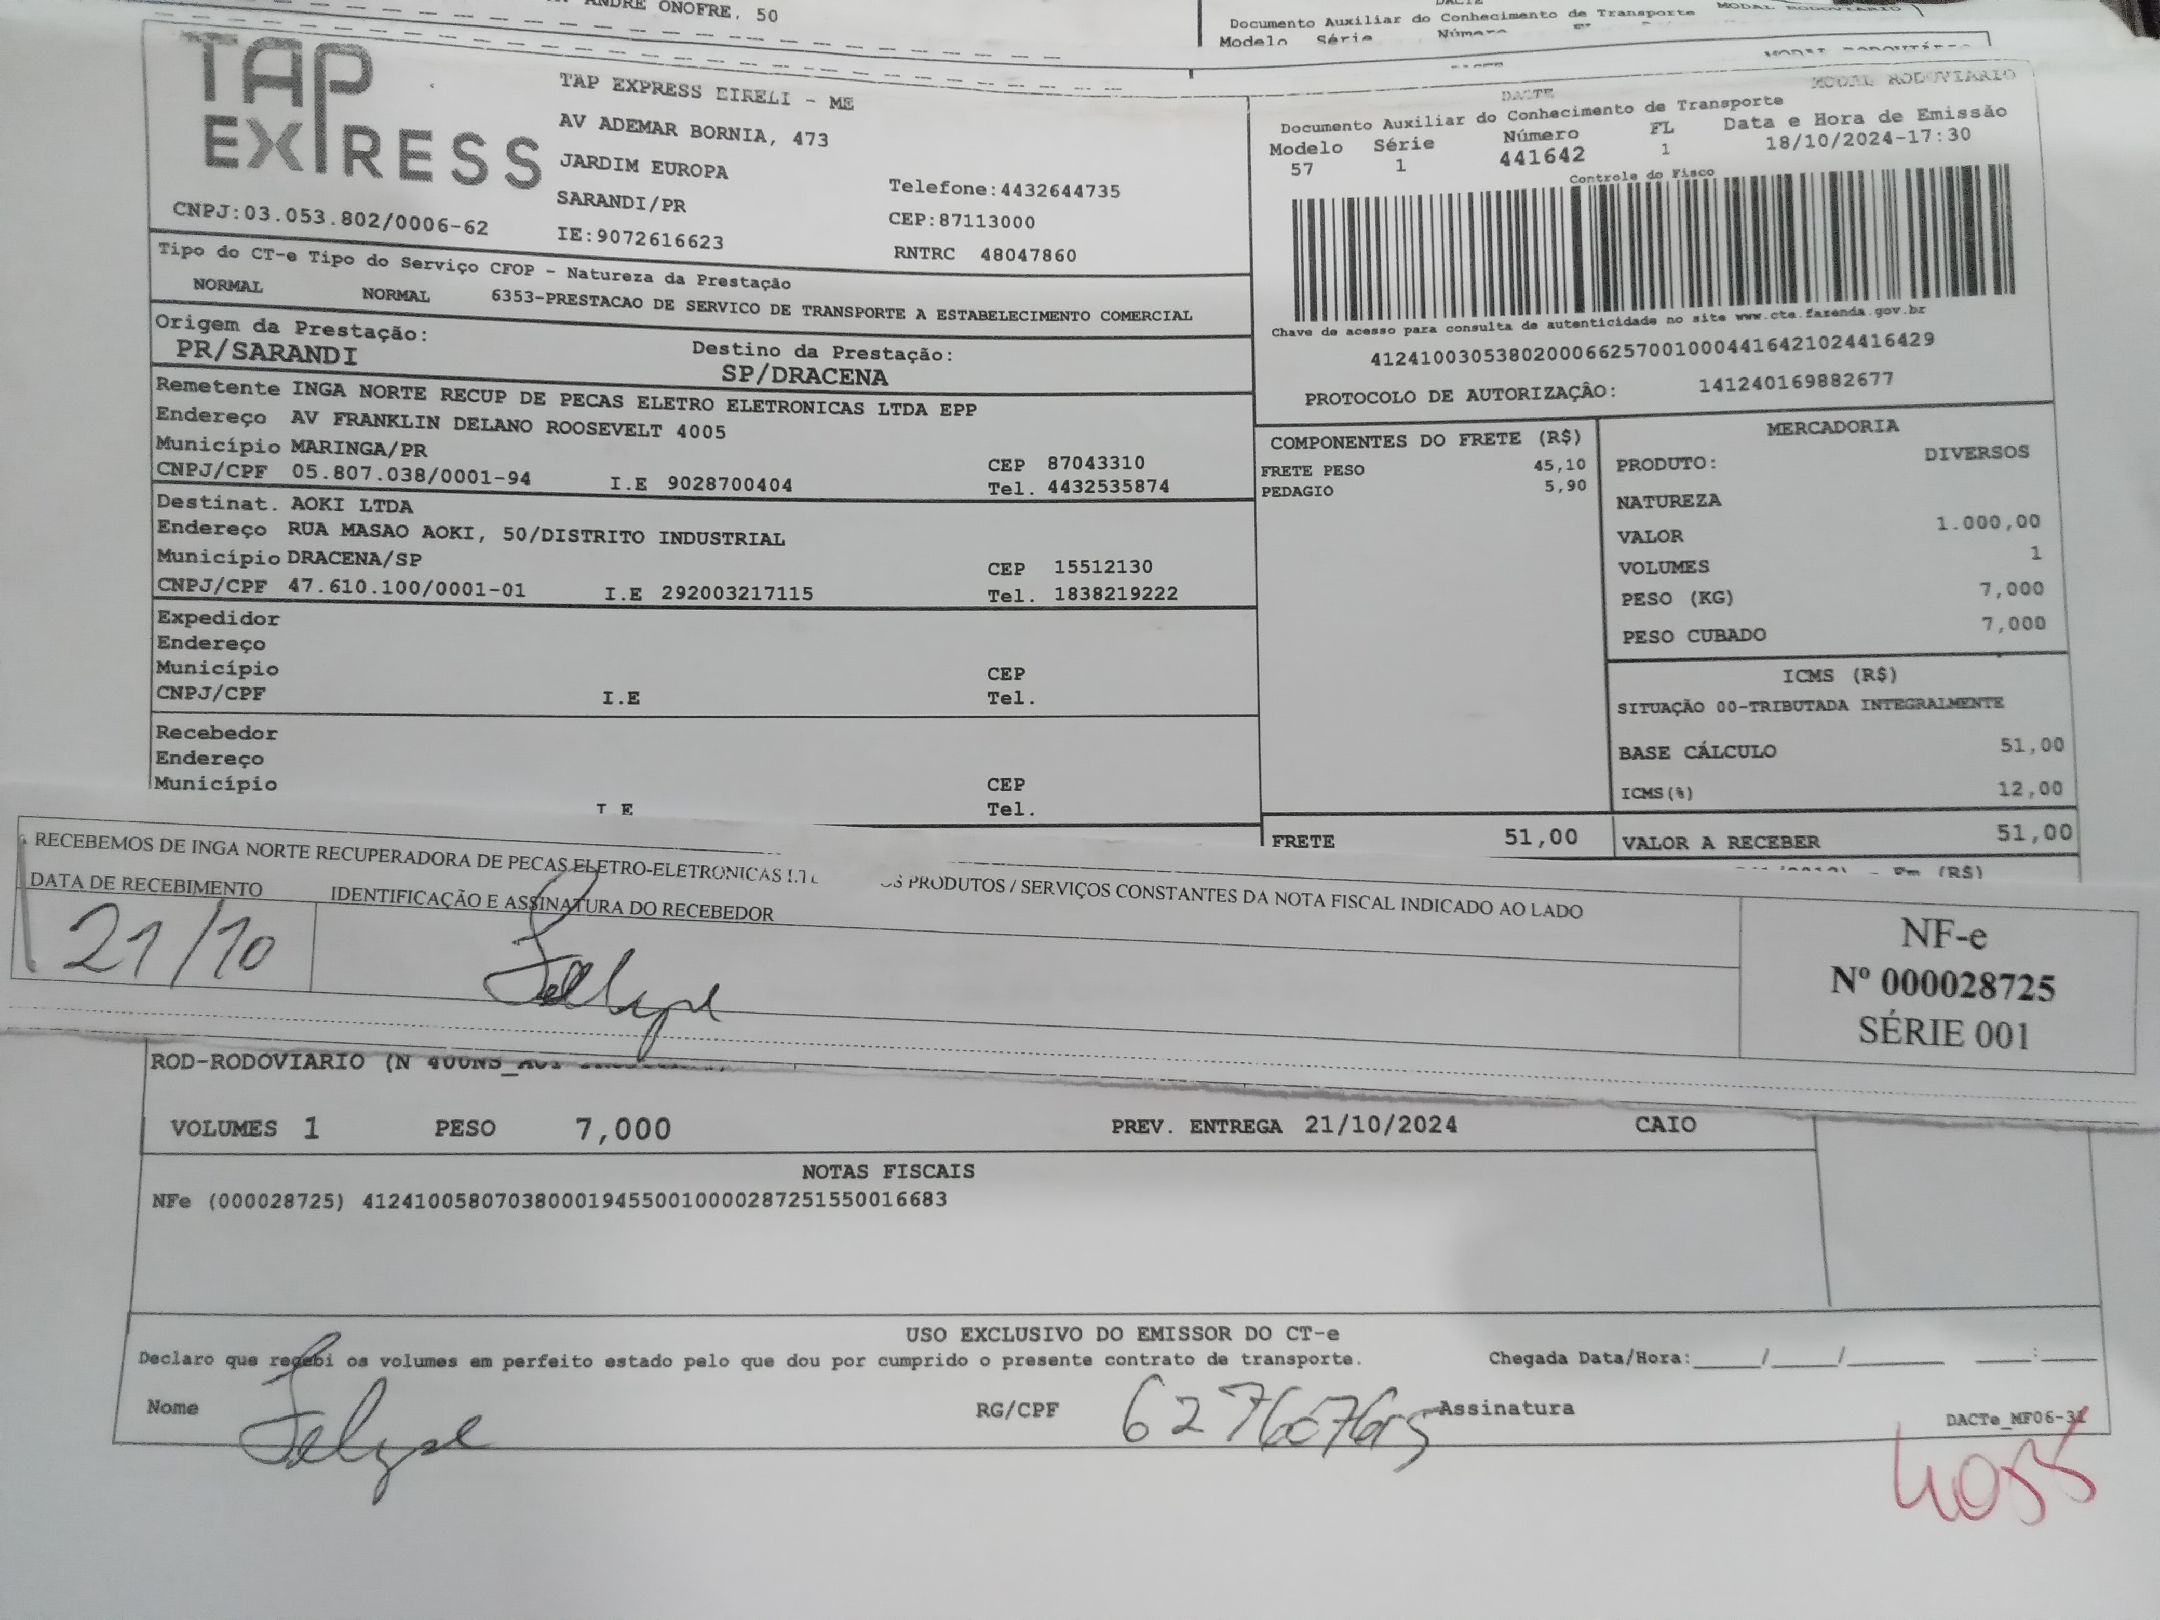 ANDRE ONOFRE, 50
Documento Auxiliar do Conhecimento de Transporte MODAL RODOVIARIO
Modelo Série Número
TAP EXPRESS
TAP EXPRESS EIRELI - ME
AV ADEMAR BORNIA, 473
JARDIM EUROPA
SARANDI/PR
IE:9072616623
Telefone:4432644735
CEP:87113000
RNTRC 48047860
CNPJ:03.053.802/0006-62
DACTE MODAL RODOVIARIO
Documento Auxiliar do Conhecimento de Transporte
Modelo Série Número FL Data e Hora de Emissão
57 1 441642 1 18/10/2024-17:30
Controle do Fisco
Chave de acesso para consulta de autenticidade no site www.cte.fazenda.gov.br
41241003053802000662570010004416421024416429
PROTOCOLO DE AUTORIZAÇÂO: 141240169882677
Tipo do CT-e Tipo do Serviço CFOP - Natureza da Prestação
NORMAL NORMAL 6353-PRESTACAO DE SERVICO DE TRANSPORTE A ESTABELECIMENTO COMERCIAL
Origem da Prestação: Destino da Prestação:
PR/SARANDI SP/DRACENA
Remetente INGA NORTE RECUP DE PECAS ELETRO ELETRONICAS LTDA EPP
Endereço AV FRANKLIN DELANO ROOSEVELT 4005
Município MARINGA/PR CEP 87043310
CNPJ/CPF 05.807.038/0001-94 I.E 9028700404 Tel. 4432535874
Destinat. AOKI LTDA
Endereço RUA MASAO AOKI, 50/DISTRITO INDUSTRIAL
Município DRACENA/SP CEP 15512130
CNPJ/CPF 47.610.100/0001-01 I.E 292003217115 Tel. 1838219222
Expedidor
Endereço
Município CEP
CNPJ/CPF I.E Tel.
Recebedor
Endereço
Município CEP
Tel.
COMPONENTES DO FRETE (R$)
FRETE PESO 45,10
PEDAGIO 5,90
FRETE 51,00
MERCADORIA
PRODUTO: DIVERSOS
NATUREZA
VALOR 1.000,00
VOLUMES 1
PESO (KG) 7,000
PESO CUBADO 7,000
ICMS (R$)
SITUAÇÃO 00-TRIBUTADA INTEGRALMENTE
BASE CÁLCULO 51,00
ICMS(%) 12,00
VALOR A RECEBER 51,00
RECEBEMOS DE INGA NORTE RECUPERADORA DE PECAS ELETRO-ELETRONICAS PRODUTOS / SERVIÇOS CONSTANTES DA NOTA FISCAL INDICADO AO LADO
DATA DE RECEBIMENTO IDENTIFICAÇÃO E ASSINATURA DO RECEBEDOR
21/10 Felype
NF-e
Nº 000028725
SÉRIE 001
ROD-RODOVIARIO (N
VOLUMES 1 PESO 7,000 PREV. ENTREGA 21/10/2024 CAIO
NOTAS FISCAIS
NFe (000028725) 41241005807038000194550010000287251550016683
USO EXCLUSIVO DO EMISSOR DO CT-e
Declaro que recebi os volumes em perfeito estado pelo que dou por cumprido o presente contrato de transporte. Chegada Data/Hora:____/____/______ ____:____
Nome Felype RG/CPF Assinatura
DACTe_MF06-31
4055